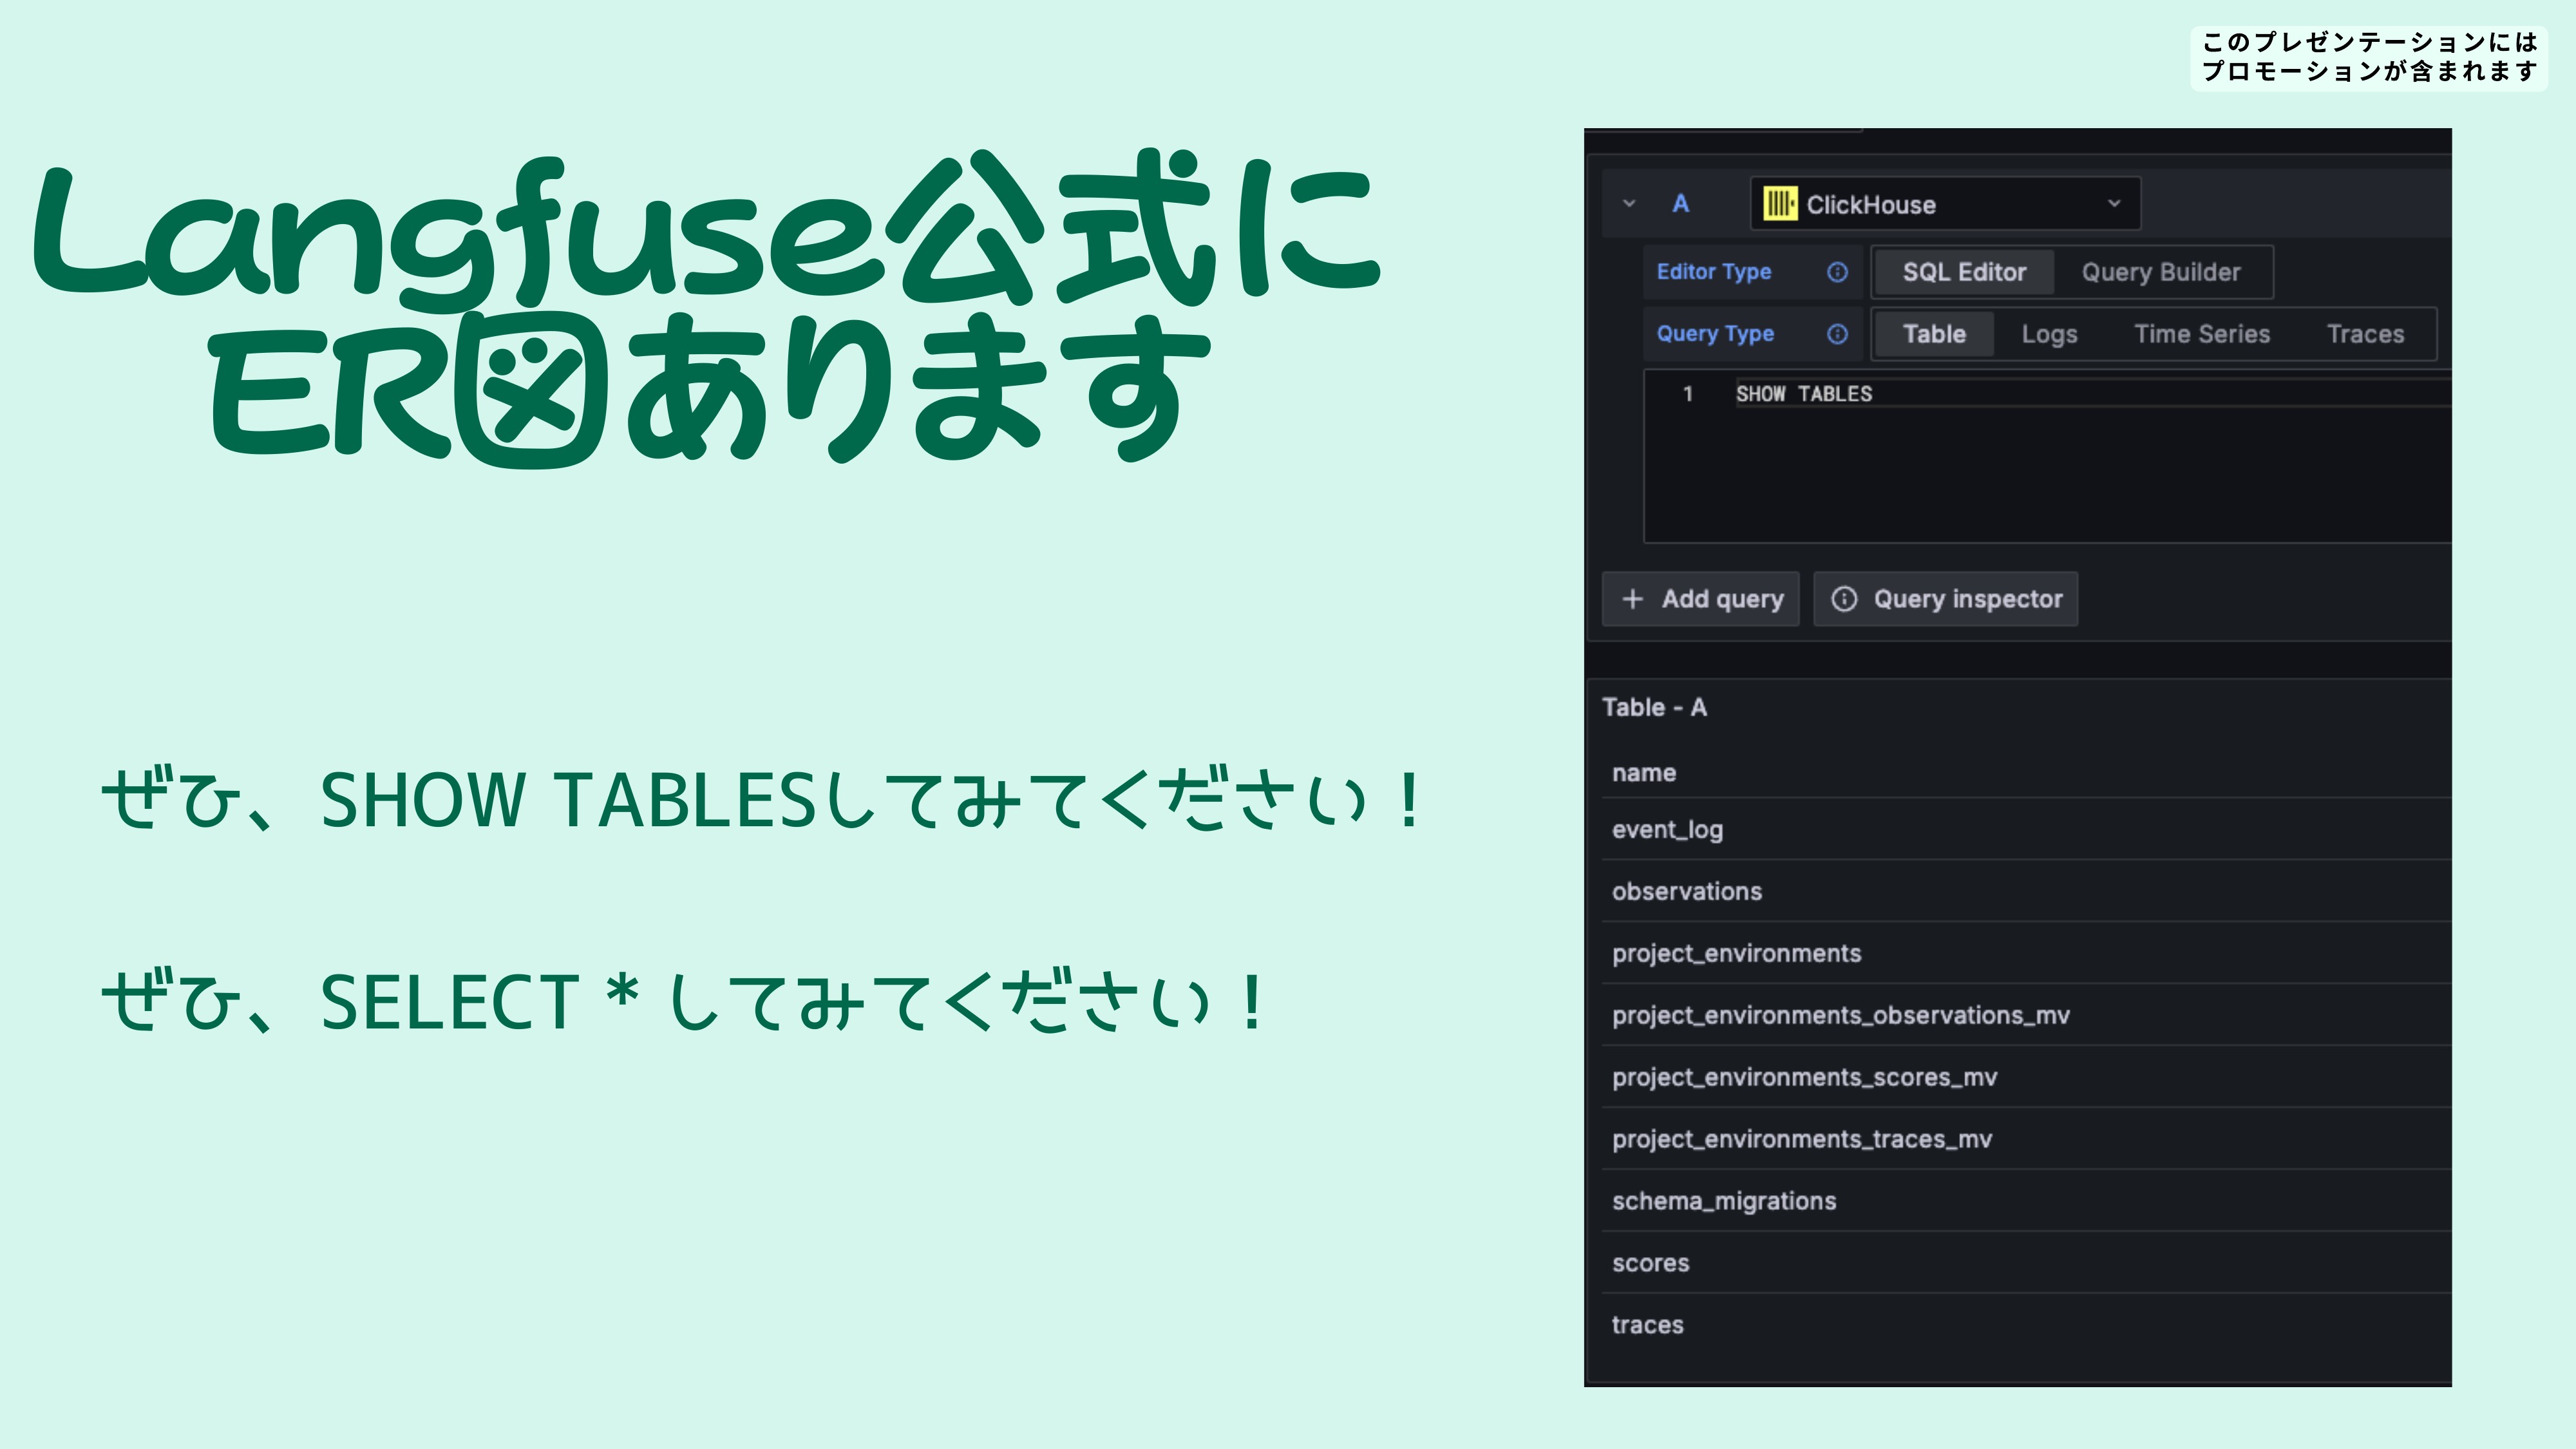 このプレゼンテーションには
プロモーションが含まれます
Langfuse公式に
ER図あります
ぜひ、SHOW TABLESしてみてください！
ぜひ、SELECT * してみてください！
A ClickHouse
Editor Type SQL Editor Query Builder
Query Type Table Logs Time Series Traces
1 SHOW TABLES
+ Add query Query inspector
Table - A
name
event_log
observations
project_environments
project_environments_observations_mv
project_environments_scores_mv
project_environments_traces_mv
schema_migrations
scores
traces